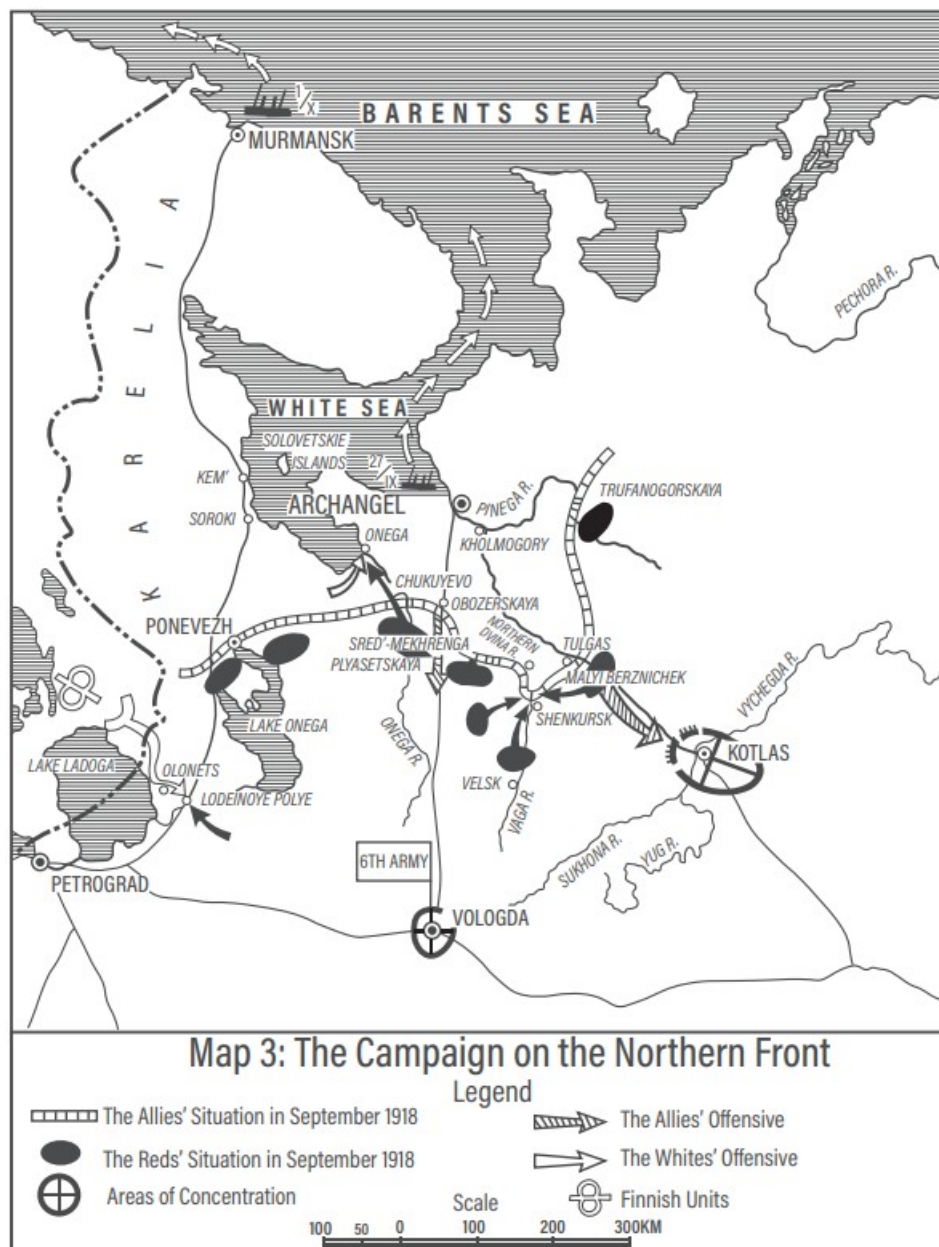 1/X
BARENTS SEA
MURMANSK
KARELIA
PECHORA R.
WHITE SEA
SOLOVETSKIE
ISLANDS
27/IX
KEM'
TRUFANOGORSKAYA
ARCHANGEL
PINEGA R.
SOROKI
ONEGA
KHOLMOGORY
CHUKUYEVO
OBOZERSKAYA
PONEVEZH
SRED'-MEKHRENGA
NORTHERN
DVINA R.
TULGAS
PLYASETSKAYA
MALYI BERZNICHEK
VYCHEGDA R.
SHENKURSK
LAKE ONEGA
ONEGA R.
KOTLAS
LAKE LADOGA
OLONETS
VELSK
LODEINOYE POLYE
VAGA R.
SUKHONA R.
YUG R.
6TH ARMY
PETROGRAD
VOLOGDA
Map 3: The Campaign on the Northern Front
Legend
The Allies' Situation in September 1918
The Allies' Offensive
The Reds' Situation in September 1918
The Whites' Offensive
Areas of Concentration
Scale
Finnish Units
100 50 0 100 200 300KM